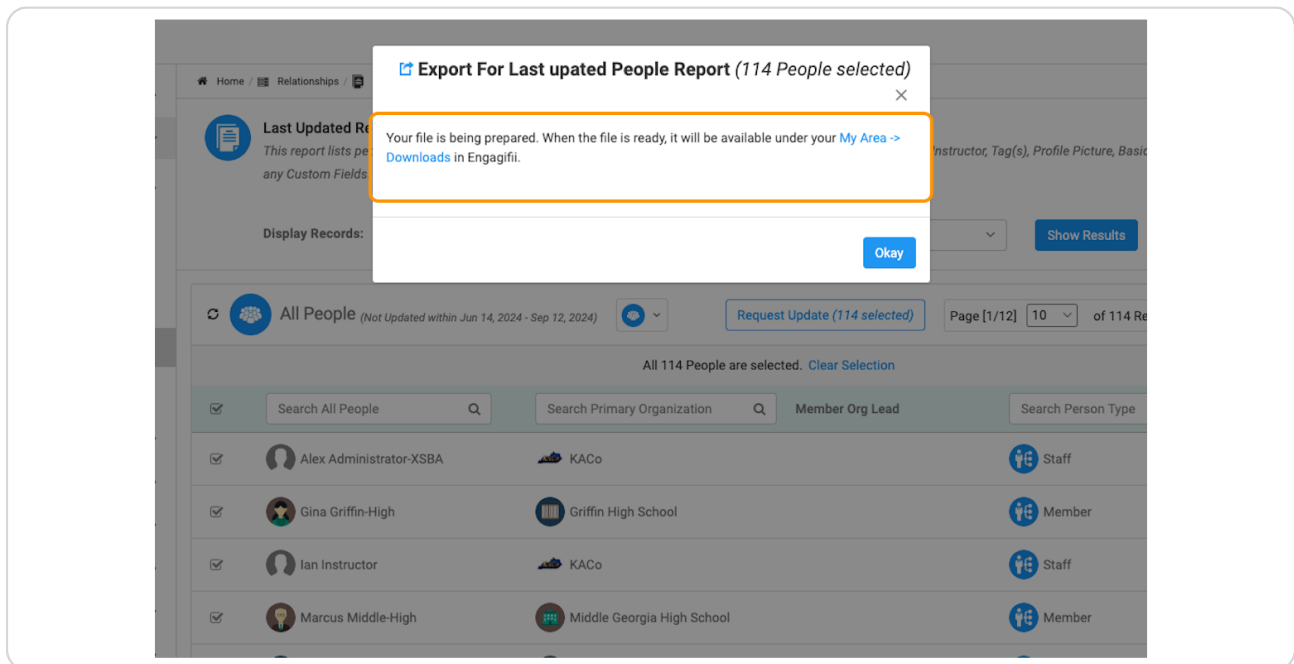 Export For Last upated People Report (114 People selected)
Home / Relationships /
Last Updated Re
Your file is being prepared. When the file is ready, it will be available under your My Area ->
Downloads in Engagifii.
This report lists pe
nstructor, Tag(s), Profile Picture, Basic
any Custom Fields
Display Records:
Show Results
Okay
All People (Not Updated within Jun 14, 2024 - Sep 12, 2024)
Request Update (114 selected)
Page [1/12] 10 of 114 Re
All 114 People are selected. Clear Selection
Search All People
Search Primary Organization
Member Org Lead
Search Person Type
Alex Administrator-XSBA
KACo
Staff
Gina Griffin-High
Griffin High School
Member
Ian Instructor
KACo
Staff
Marcus Middle-High
Middle Georgia High School
Member